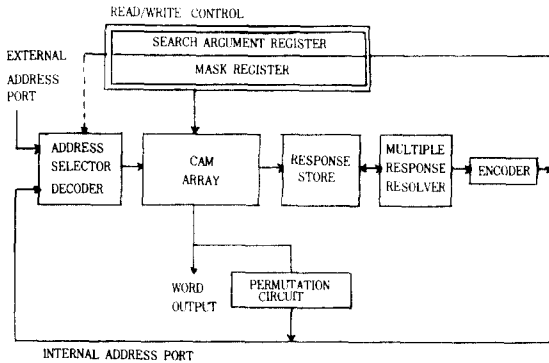 READ/WRITE CONTROL
SEARCH ARGUMENT REGISTER
MASK REGISTER
EXTERNAL
ADDRESS
PORT
ADDRESS
SELECTOR
DECODER
CAM
ARRAY
RESPONSE
STORE
MULTIPLE
RESPONSE
RESOLVER
ENCODER
WORD
OUTPUT
PERMUTATION
CIRCUIT
INTERNAL ADDRESS PORT